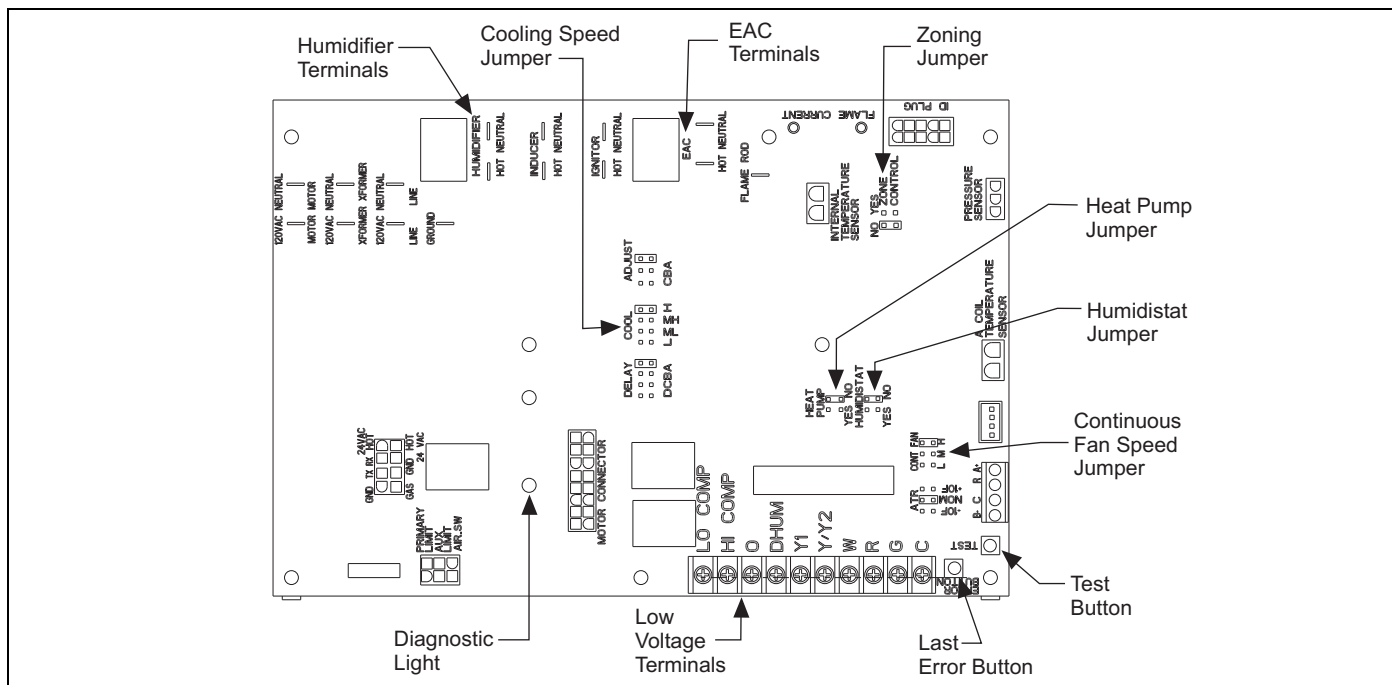 Humidifier
Terminals
Cooling Speed
Jumper
EAC
Terminals
Zoning
Jumper
HUMIDIFIER
HOT NEUTRAL
INDUCER
HOT NEUTRAL
IGNITOR
HOT NEUTRAL
EAC
HOT NEUTRAL
FLAME ROD
FLAME CURRENT
ID PLUG
INTERNAL
TEMPERATURE
SENSOR
NO YES
ZONE
CONTROL
PRESSURE
SENSOR
120VAC NEUTRAL
MOTOR MOTOR
120VAC NEUTRAL
XFORMER XFORMER
120VAC NEUTRAL
LINE LINE
GROUND
Heat Pump
Jumper
Humidistat
Jumper
ADJUST
CBA
COOL
H
MH
ML
L
DELAY
DCBA
A COIL
TEMPERATURE
SENSOR
HEAT
PUMP
YES NO
HUMIDISTAT
YES NO
Continuous
Fan Speed
Jumper
CONT FAN
H
M
L
ATR
+10F
NOM
-10F
A+
R
C
B-
24VAC
GND TX RX HOT
GAS GND HOT
24 VAC
PRIMARY
LIMIT
AUX
LIMIT
AIR.SW
MOTOR CONNECTOR
LO COMP
HI COMP
O
DHUM
Y1
Y/Y2
W
R
G
C
TEST
BUTTON
Test
Button
Diagnostic
Light
Low
Voltage
Terminals
Last
Error Button